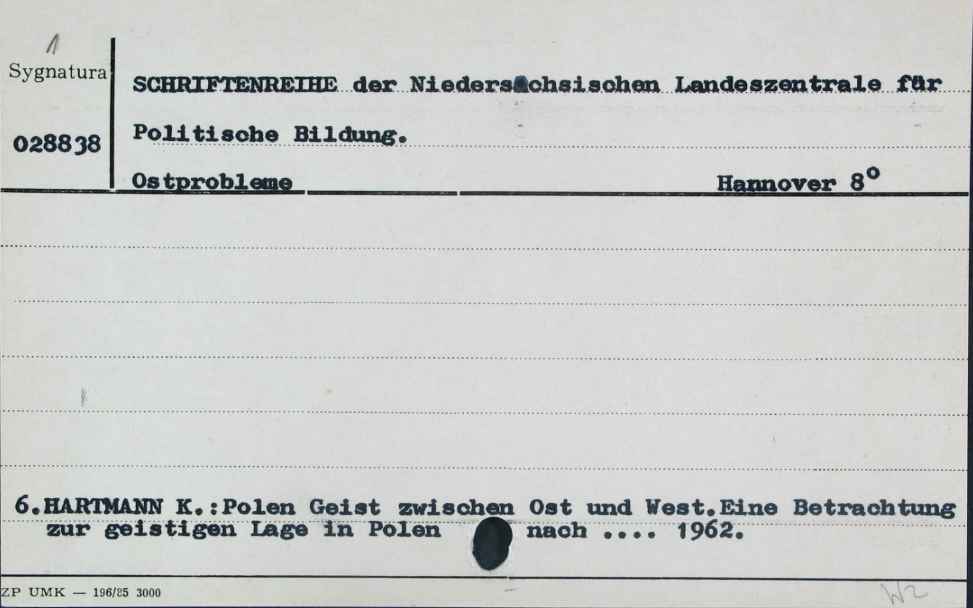 1
Sygnatura
SCHRIFTENREIHE der Niedersächsischen Landeszentrale für
028838
Politische Bildung.
Ostprobleme Hannover 8°
6.HARTMANN K.:Polen Geist zwischen Ost und West.Eine Betrachtung
zur geistigen Lage in Polen nach .... 1962.
ZP UMK — 196/85 3000
W2